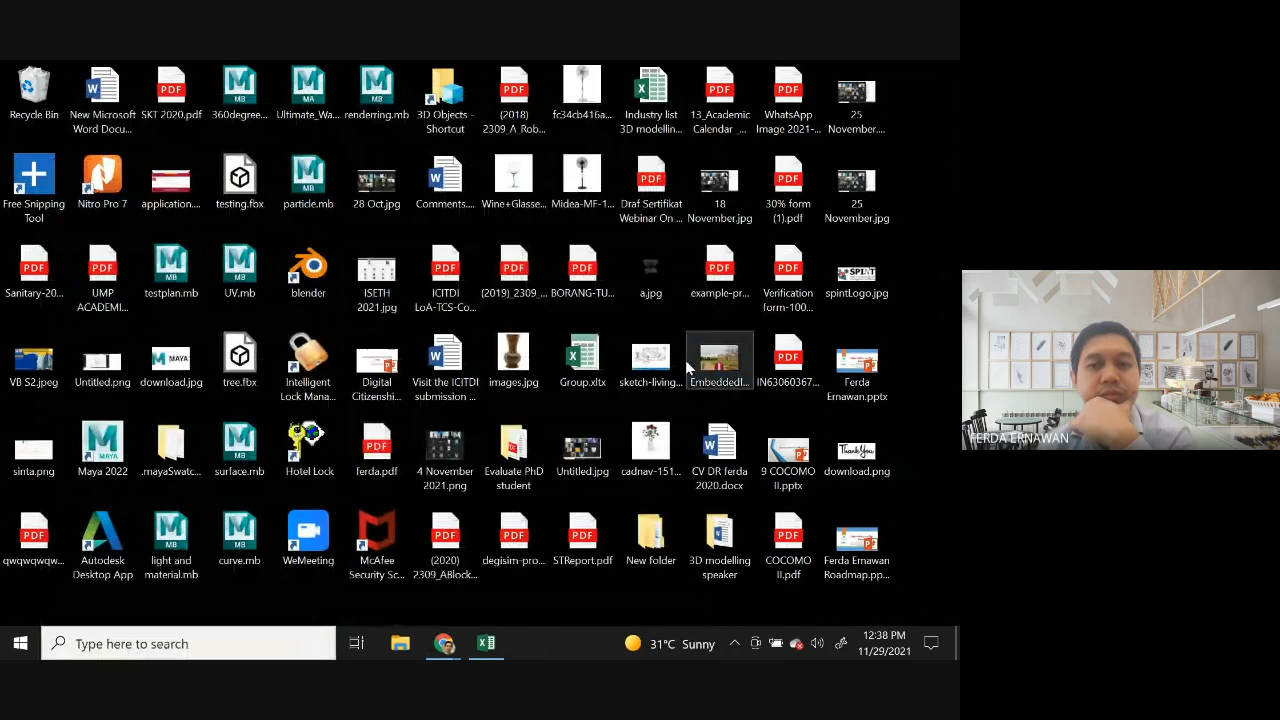 Recycle Bin
New Microsoft
Word Docu...
SKT 2020.pdf
360degree...
Ultimate_Wa...
renderring.mb
3D Objects -
Shortcut
(2018)
2309_A_Rob...
fc34cb416a...
Industry list
3D modellin...
13_Academic
Calendar _...
WhatsApp
Image 2021-...
25
November....
Free Snipping
Tool
Nitro Pro 7
application....
testing.fbx
particle.mb
28 Oct.jpg
Comments....
Wine+Glasse...
Midea-MF-1...
Draf Sertifikat
Webinar On ...
18
November.jpg
30% form
(1).pdf
25
November.jpg
Sanitary-20...
UMP
ACADEMI...
testplan.mb
UV.mb
blender
ISETH
2021.jpg
ICITDI
LoA-TCS-Co...
(2019)_2309_...
BORANG-TU...
a.jpg
example-pr...
Verification
form-100...
spintLogo.jpg
VB S2.jpeg
Untitled.png
download.jpg
tree.fbx
Intelligent
Lock Mana...
Digital
Citizenshi...
Visit the ICITDI
submission ...
images.jpg
Group.xltx
sketch-living...
EmbeddedI...
IN63060367...
Ferda
Ernawan.pptx
sinta.png
Maya 2022
.mayaSwatc...
surface.mb
Hotel Lock
ferda.pdf
4 November
2021.png
Evaluate PhD
student
Untitled.jpg
cadnav-151...
CV DR ferda
2020.docx
9 COCOMO
II.pptx
download.png
qwqwqwqw...
Autodesk
Desktop App
light and
material.mb
curve.mb
WeMeeting
McAfee
Security Sc...
(2020)
2309_ABlock...
degisim-pro...
STReport.pdf
New folder
3D modelling
speaker
COCOMO
II.pdf
Ferda Ernawan
Roadmap.pp...
Type here to search
31°C Sunny
12:38 PM
11/29/2021
FERDA ERNAWAN